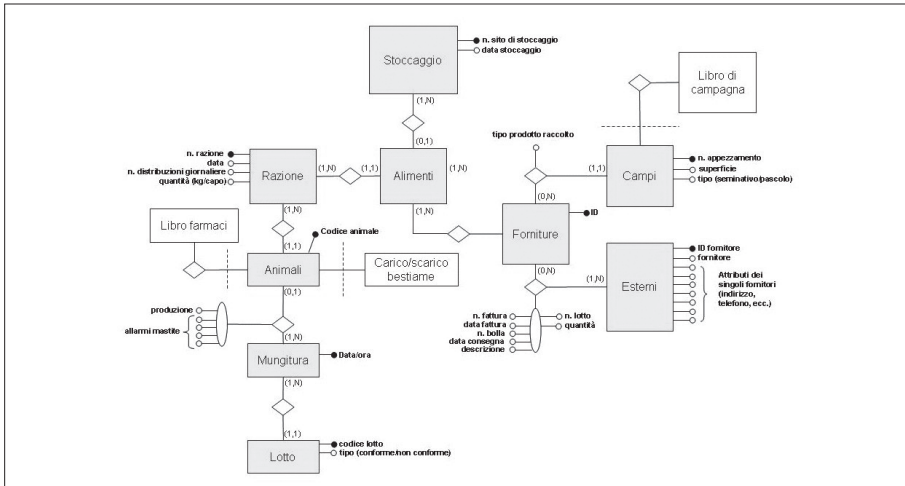 n. sito di stoccaggio
data stoccaggio
Stoccaggio
(1,N)
Libro di
campagna
tipo prodotto raccolto
(0,1)
n. razione
data
n. distribuzioni giornaliere
quantità (kg/capo)
Razione
(1,N)
(1,1)
Alimenti
(1,N)
(1,1)
Campi
n. appezzamento
superficie
tipo (seminativo/pascolo)
(1,N)
(1,N)
(0,N)
Libro farmaci
Codice animale
Forniture
ID
(1,1)
Animali
Carico/scarico
bestiame
(0,1)
(0,N)
(1,N)
Esterni
ID fornitore
fornitore
Attributi dei
singoli fornitori
(indirizzo,
telefono, ecc.)
produzione
allarmi mastite
n. fattura
data fattura
n. bolla
data consegna
descrizione
n. lotto
quantità
(1,N)
Mungitura
Data/ora
(1,N)
(1,1)
Lotto
codice lotto
tipo (conforme/non conforme)